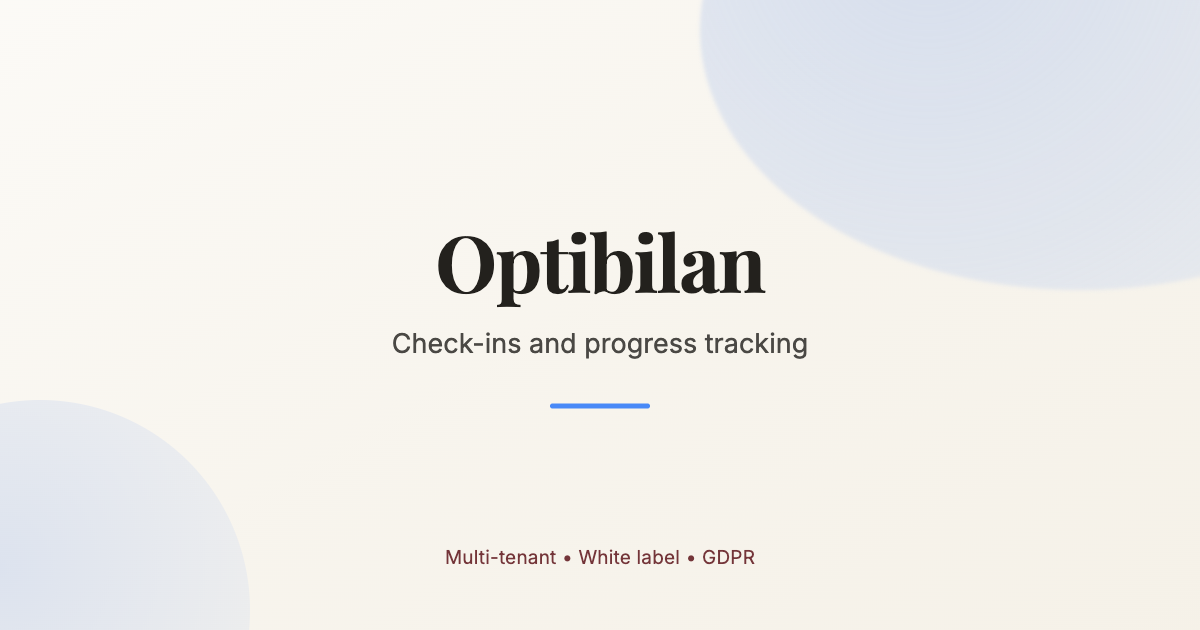 Optibilan
Check-ins and progress tracking
Multi-tenant • White label • GDPR